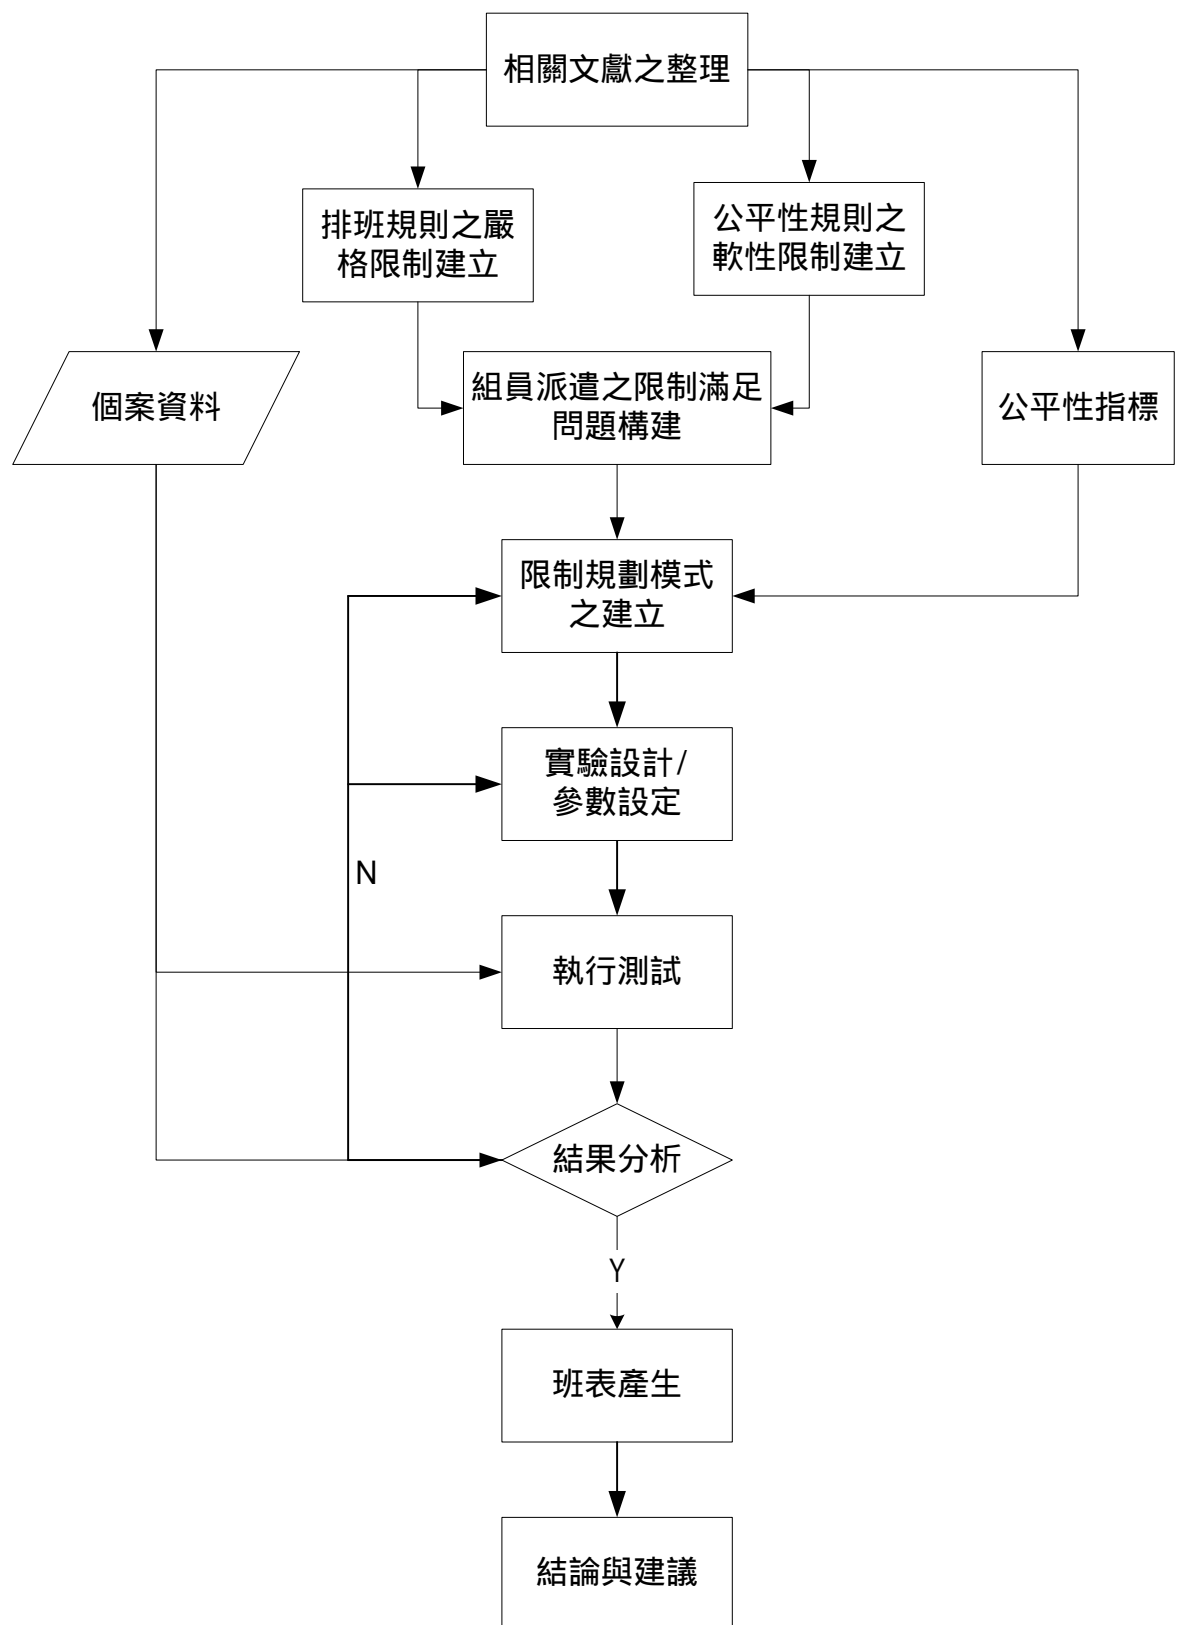 相關文獻之整理
排班規則之嚴
格限制建立
公平性規則之
軟性限制建立
個案資料
組員派遣之限制滿足
問題構建
公平性指標
限制規劃模式
之建立
實驗設計/
參數設定
N
執行測試
結果分析
Y
班表產生
結論與建議